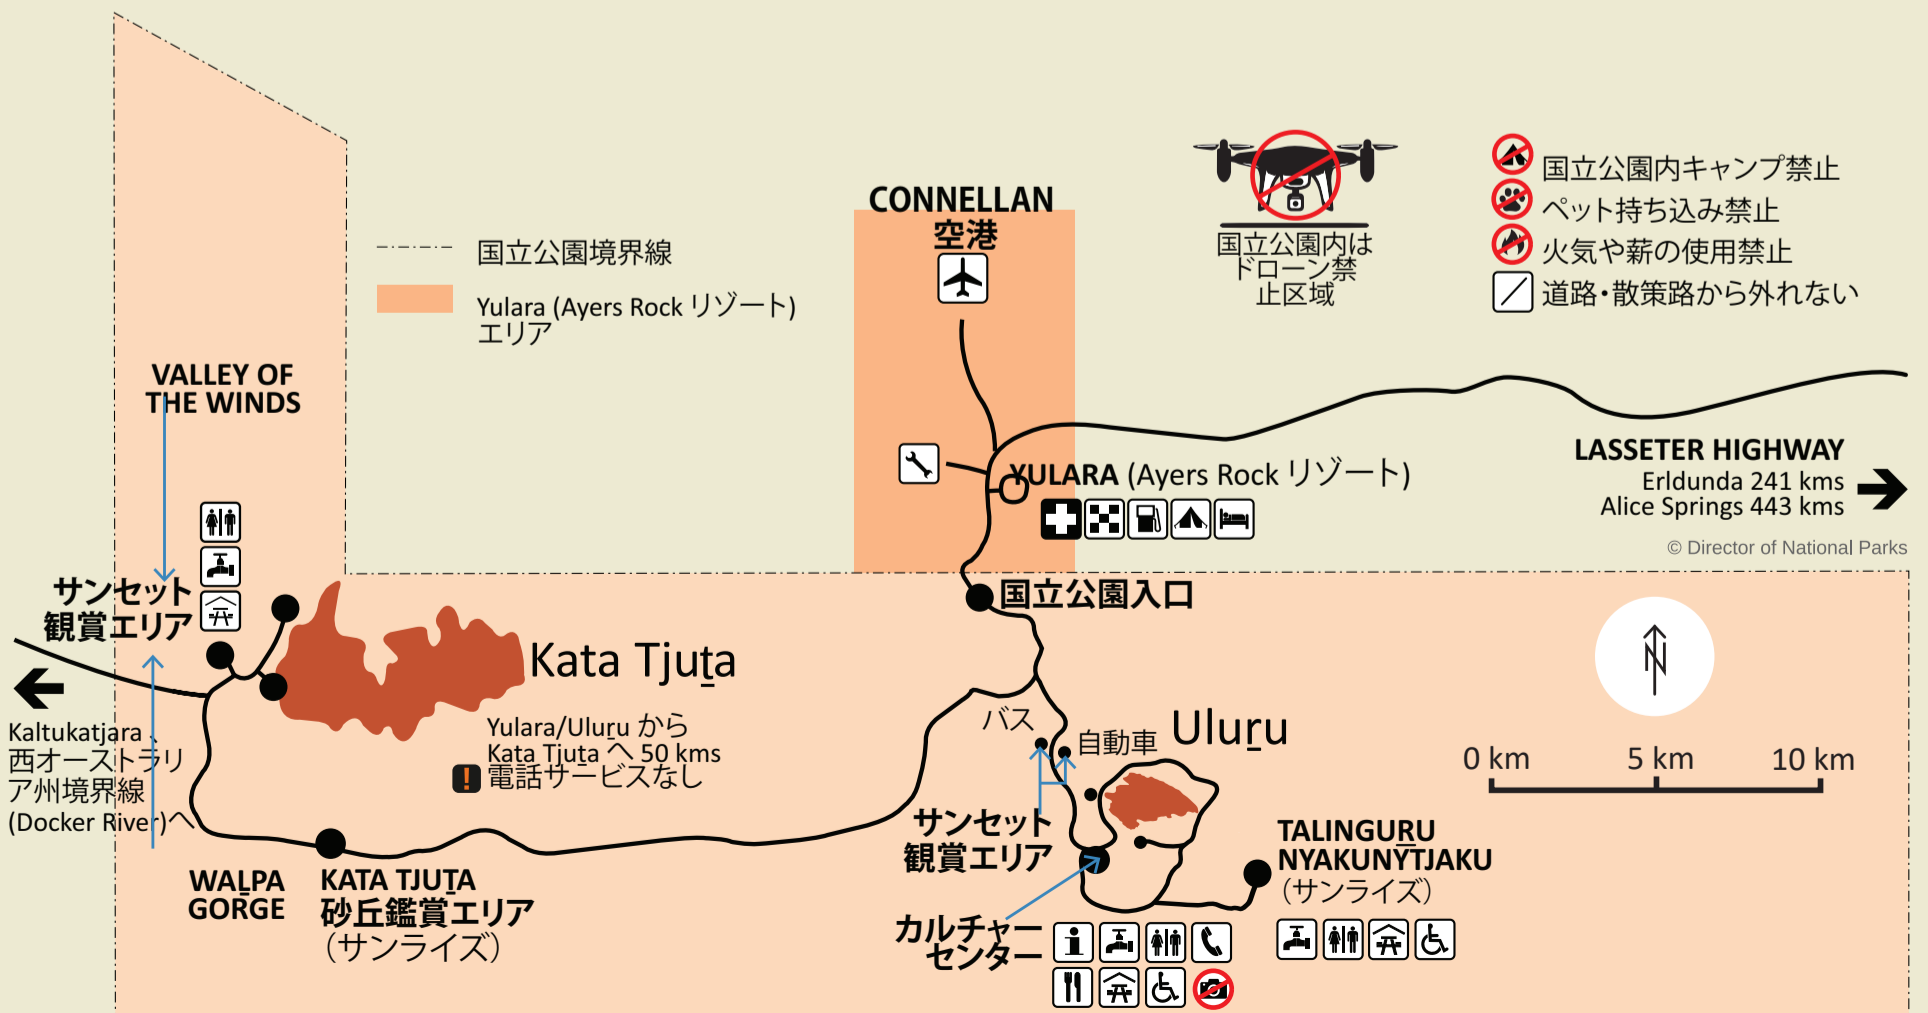 CONNELLAN
空港
国立公園境界線
Yulara (Ayers Rock リゾート)
エリア
国立公園内は
ドローン禁
止区域
国立公園内キャンプ禁止
ペット持ち込み禁止
火気や薪の使用禁止
道路・散策路から外れない
VALLEY OF
THE WINDS
YULARA (Ayers Rock リゾート)
LASSETER HIGHWAY
Erldunda 241 kms
Alice Springs 443 kms
© Director of National Parks
サンセット
観賞エリア
国立公園入口
Kata Tjuṯa
Yulara/Uluṟu から
Kata Tjuṯa へ 50 kms
電話サービスなし
Kaltukatjara 、
西オーストラリ
ア州境界線
(Docker River)へ
バス
自動車
Uluṟu
N
0 km
5 km
10 km
サンセット
観賞エリア
TALINGURU
NYAKUNYTJAKU
（サンライズ）
WAḺPA
GORGE
KATA TJUṮA
砂丘鑑賞エリア
（サンライズ）
カルチャー
センター